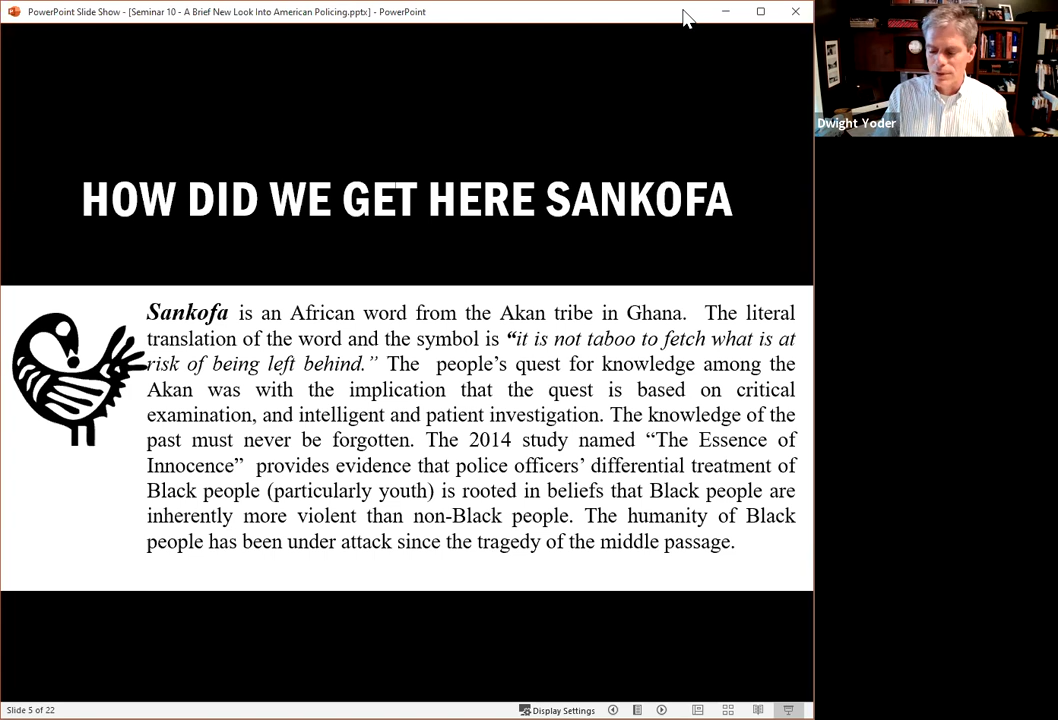 PowerPoint Slide Show - [Seminar 10 - A Brief New Look Into American Policing.pptx] - PowerPoint
Dwight Yoder
HOW DID WE GET HERE SANKOFA
Sankofa is an African word from the Akan tribe in Ghana. The literal
translation of the word and the symbol is “it is not taboo to fetch what is at
risk of being left behind.” The people’s quest for knowledge among the
Akan was with the implication that the quest is based on critical
examination, and intelligent and patient investigation. The knowledge of the
past must never be forgotten. The 2014 study named “The Essence of
Innocence” provides evidence that police officers’ differential treatment of
Black people (particularly youth) is rooted in beliefs that Black people are
inherently more violent than non-Black people. The humanity of Black
people has been under attack since the tragedy of the middle passage.
Slide 5 of 22
Display Settings